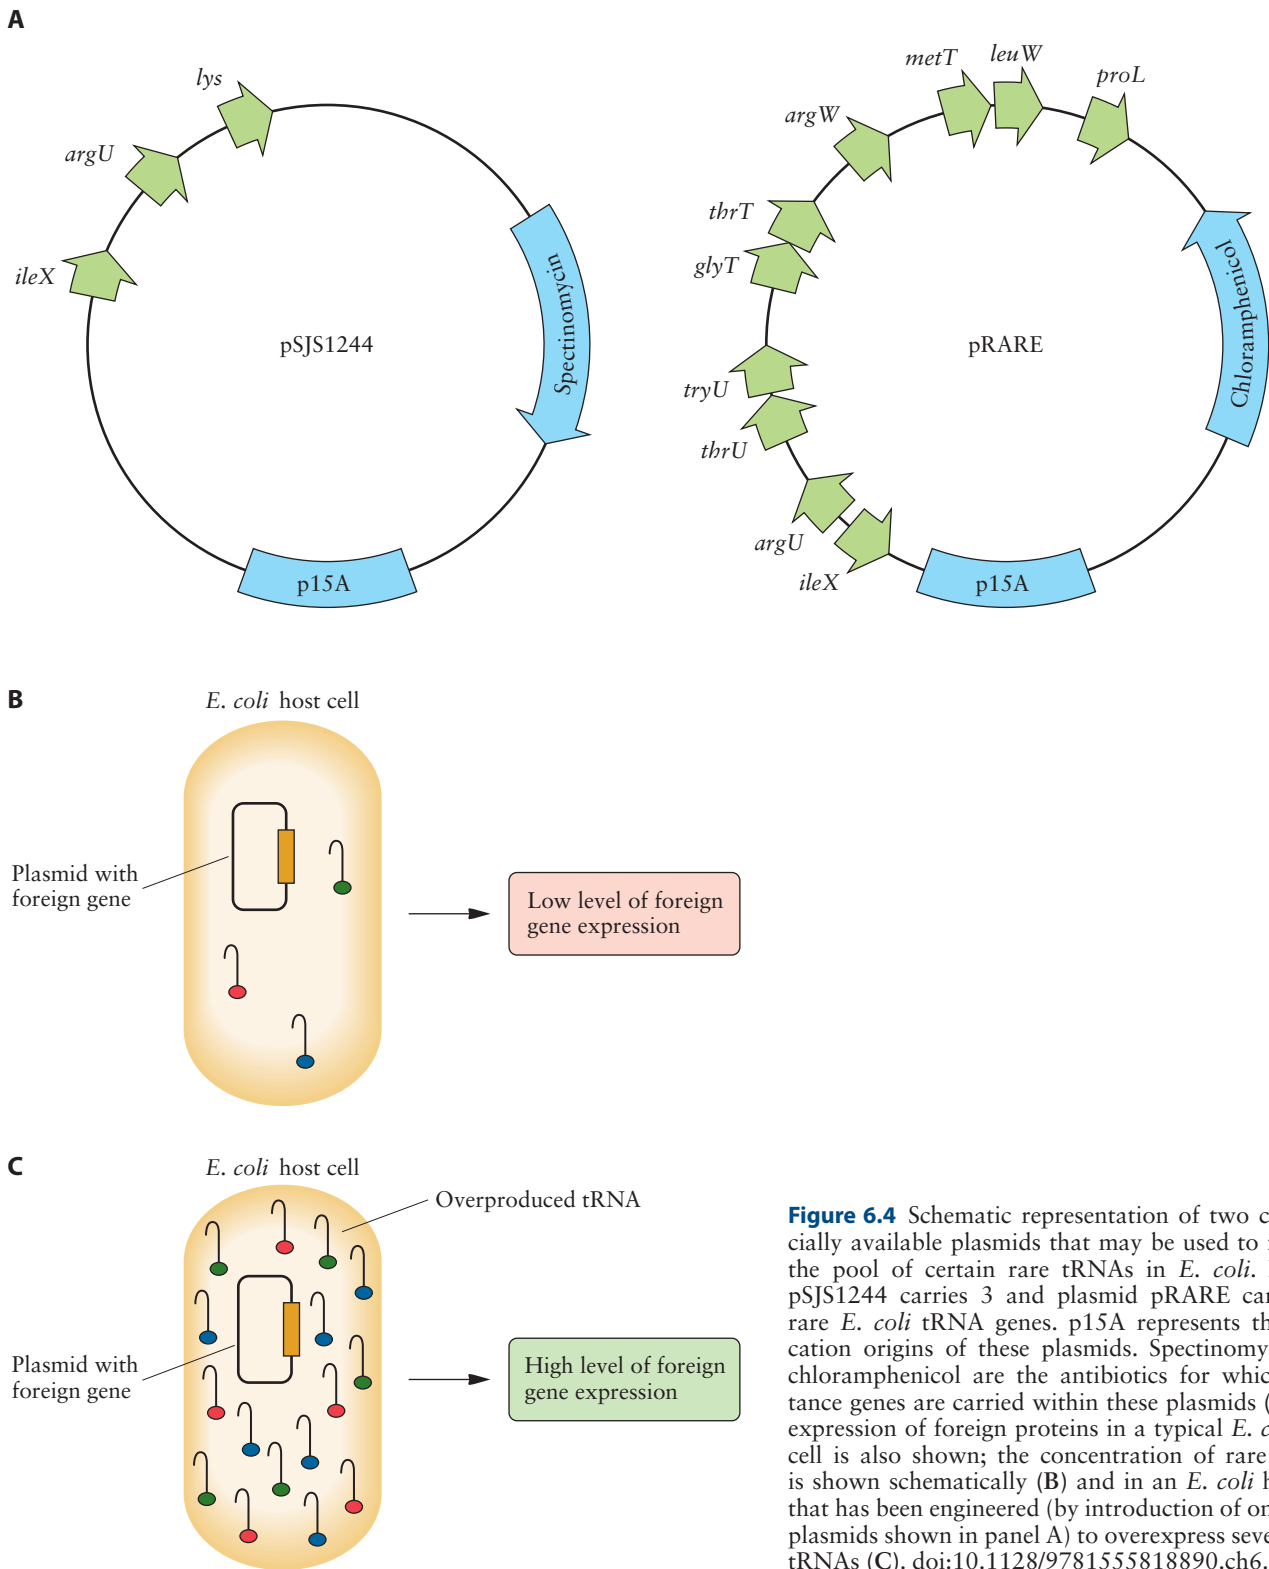 A
lys
argU
ileX
pSJS1244
Spectinomycin
p15A
metT
leuW
proL
argW
thrT
glyT
tryU
thrU
argU
ileX
pRARE
Chloramphenicol
p15A
B
E. coli host cell
Plasmid with
foreign gene
Low level of foreign
gene expression
C
E. coli host cell
Overproduced tRNA
Plasmid with
foreign gene
High level of foreign
gene expression
Figure 6.4 Schematic representation of two c
cially available plasmids that may be used to
the pool of certain rare tRNAs in E. coli.
pSJS1244 carries 3 and plasmid pRARE car
rare E. coli tRNA genes. p15A represents th
cation origins of these plasmids. Spectinomy
chloramphenicol are the antibiotics for which
tance genes are carried within these plasmids (
expression of foreign proteins in a typical E. c
cell is also shown; the concentration of rare
is shown schematically (B) and in an E. coli h
that has been engineered (by introduction of on
plasmids shown in panel A) to overexpress seve
tRNAs (C). doi:10.1128/9781555818890.ch6.